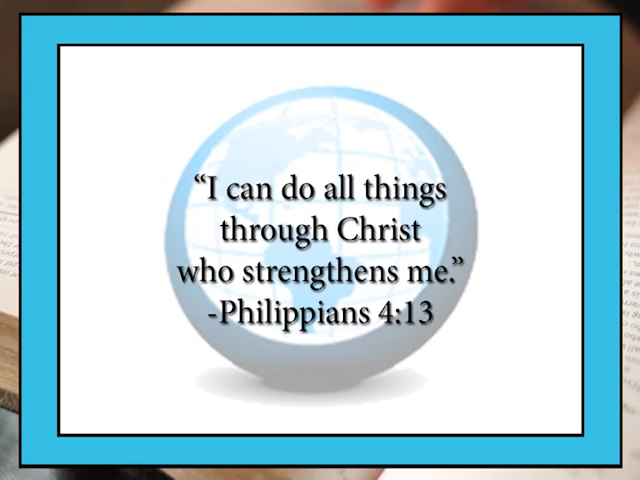 “I can do all things
through Christ
who strengthens me.”
-Philippians 4:13